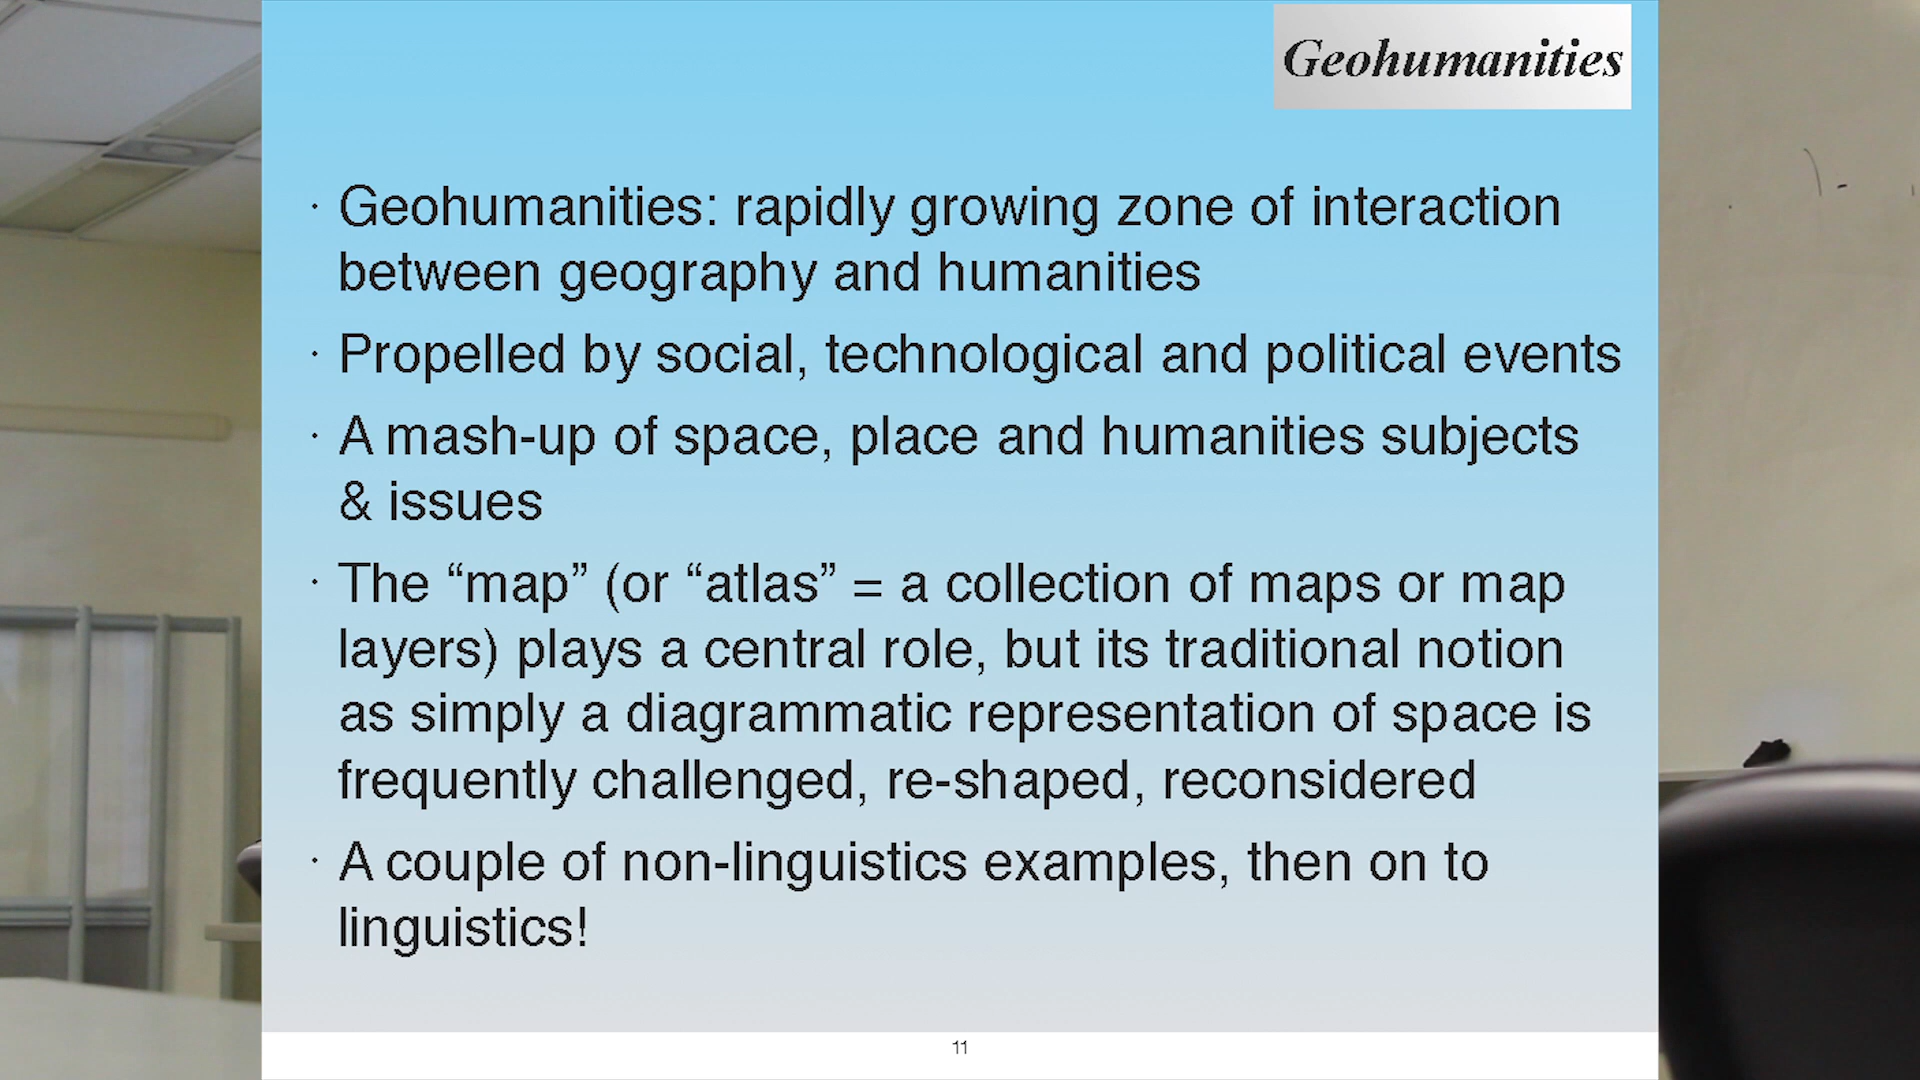 Geohumanities
· Geohumanities: rapidly growing zone of interaction
between geography and humanities
· Propelled by social, technological and political events
· A mash-up of space, place and humanities subjects
& issues
· The “map” (or “atlas” = a collection of maps or map
layers) plays a central role, but its traditional notion
as simply a diagrammatic representation of space is
frequently challenged, re-shaped, reconsidered
· A couple of non-linguistics examples, then on to
linguistics!
11